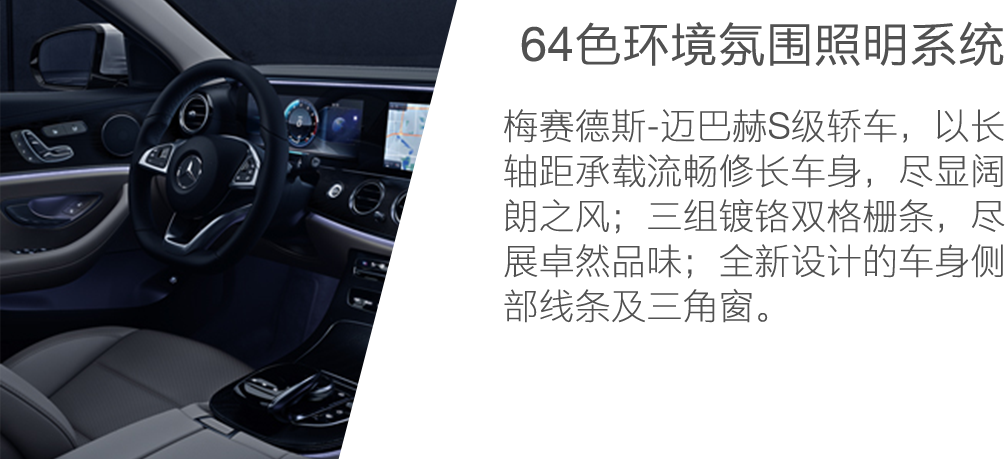 64色环境氛围照明系统
梅赛德斯-迈巴赫S级轿车，以长
轴距承载流畅修长车身，尽显阔
朗之风；三组镀铬双格栅条，尽
展卓然品味；全新设计的车身侧
部线条及三角窗。